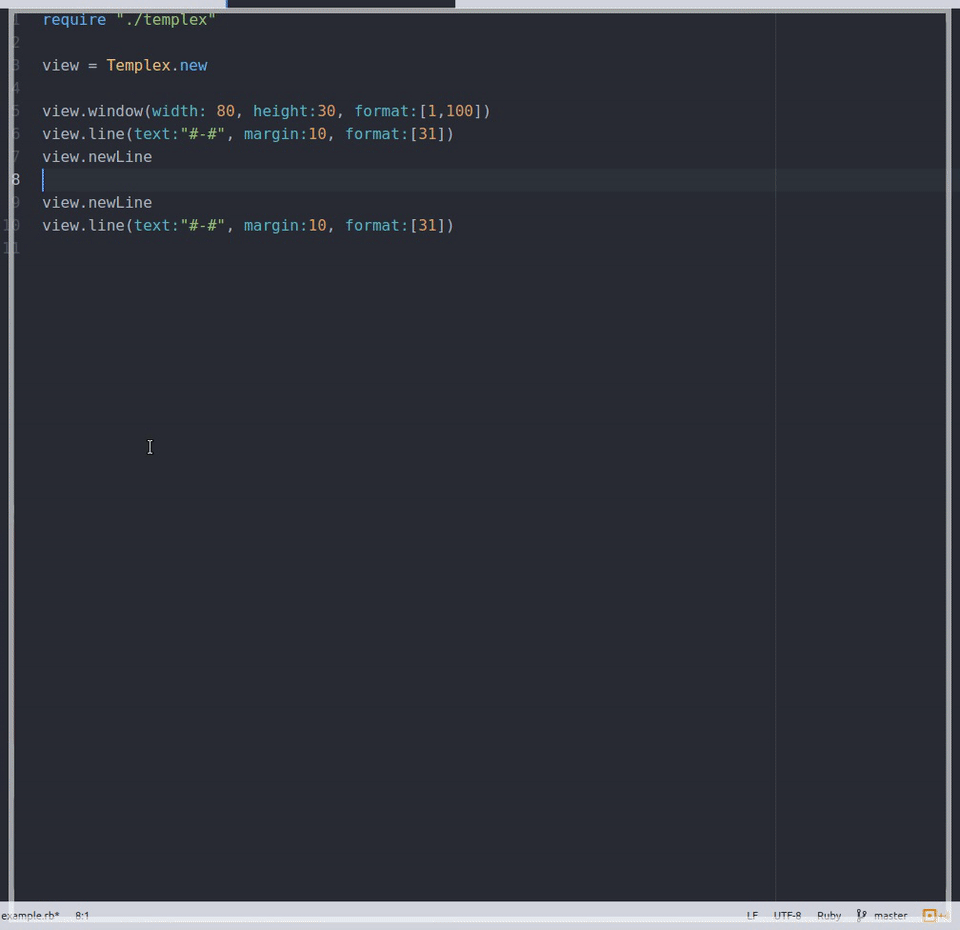 1 require "./templex"
2
3 view = Templex.new
4
5 view.window(width: 80, height:30, format:[1,100])
6 view.line(text:"#-#", margin:10, format:[31])
7 view.newLine
8
9 view.newLine
10 view.line(text:"#-#", margin:10, format:[31])
11
example.rb* 8:1 LF UTF-8 Ruby master